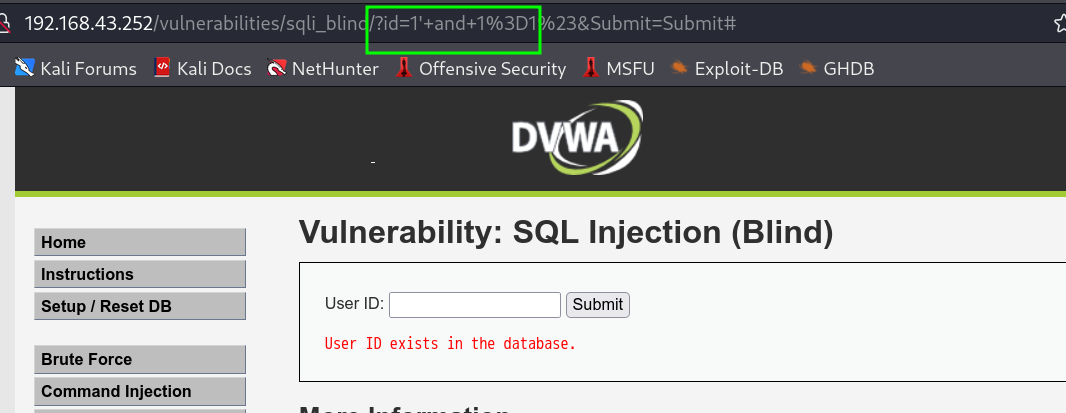 192.168.43.252/vulnerabilities/sqli_blind/?id=1'+and+1%3D1%23&Submit=Submit#
Kali Forums Kali Docs NetHunter Offensive Security MSFU Exploit-DB GHDB
DVWA
Home
Instructions
Setup / Reset DB
Brute Force
Command Injection
Vulnerability: SQL Injection (Blind)
User ID: Submit
User ID exists in the database.
More Information